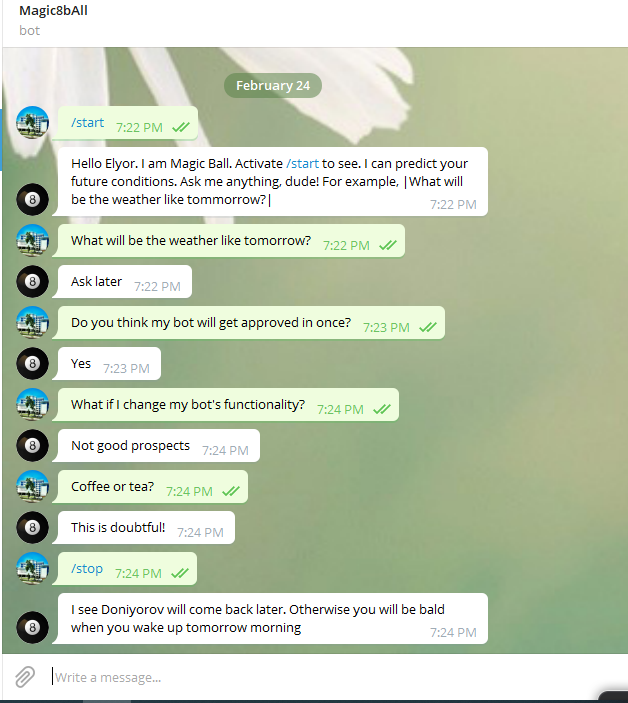 Magic8bAll
bot
February 24
/start 7:22 PM
Hello Elyor. I am Magic Ball. Activate /start to see. I can predict your
future conditions. Ask me anything, dude! For example, |What will
be the weather like tommorrow?| 7:22 PM
8
What will be the weather like tomorrow? 7:22 PM
Ask later 7:22 PM
8
Do you think my bot will get approved in once? 7:23 PM
Yes 7:23 PM
8
What if I change my bot's functionality? 7:24 PM
Not good prospects 7:24 PM
8
Coffee or tea? 7:24 PM
This is doubtful! 7:24 PM
8
/stop 7:24 PM
I see Doniyorov will come back later. Otherwise you will be bald
when you wake up tomorrow morning 7:24 PM
8
Write a message...